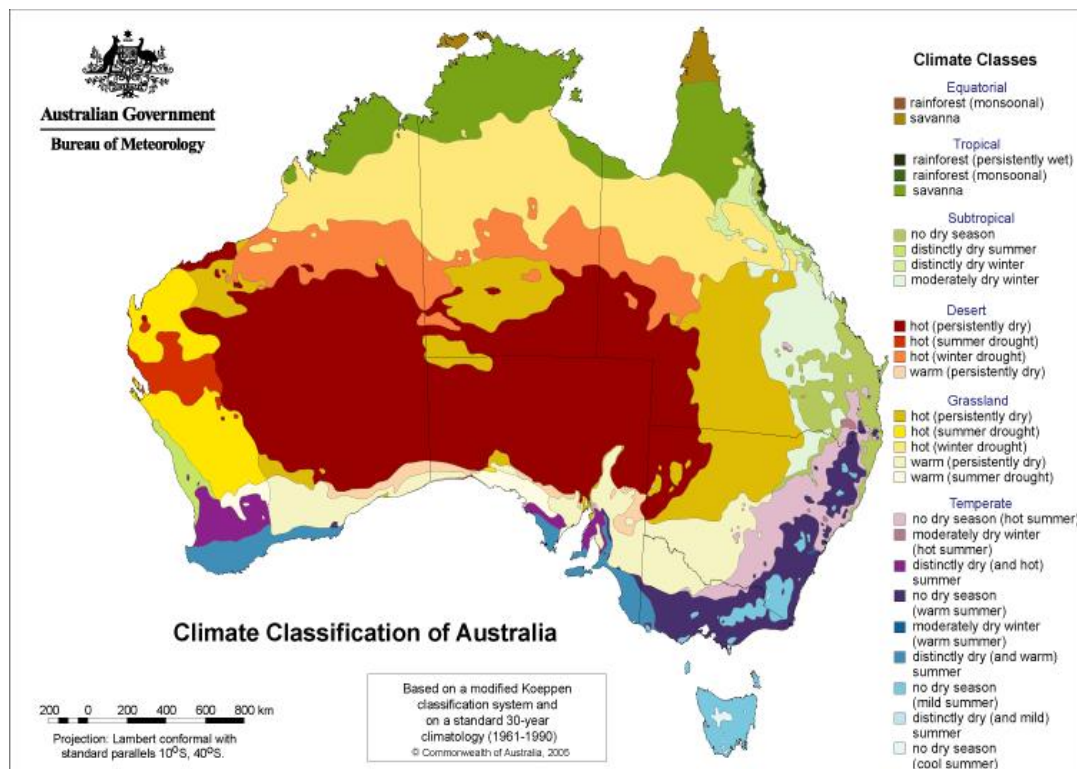 Australian Government
Bureau of Meteorology
Climate Classes
Equatorial
rainforest (monsoonal)
savanna
Tropical
rainforest (persistently wet)
rainforest (monsoonal)
savanna
Subtropical
no dry season
distinctly dry summer
distinctly dry winter
moderately dry winter
Desert
hot (persistently dry)
hot (summer drought)
hot (winter drought)
warm (persistently dry)
Grassland
hot (persistently dry)
hot (summer drought)
hot (winter drought)
warm (persistently dry)
warm (summer drought)
Temperate
no dry season (hot summer)
moderately dry winter
(hot summer)
distinctly dry (and hot)
summer
no dry season
(warm summer)
moderately dry winter
(warm summer)
distinctly dry (and warm)
summer
no dry season
(mild summer)
distinctly dry (and mild)
summer
no dry season
(cool summer)
Climate Classification of Australia
Based on a modified Koeppen
classification system and
on a standard 30-year
climatology (1961-1990)
© Commonwealth of Australia, 2005
200 0 200 400 600 800 km
Projection: Lambert conformal with
standard parallels 10°S, 40°S.